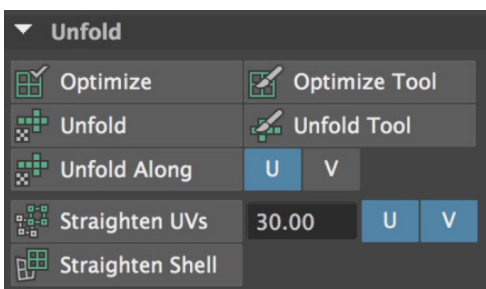 Unfold
Optimize Optimize Tool
Unfold Unfold Tool
Unfold Along U V
Straighten UVs 30.00 U V
Straighten Shell